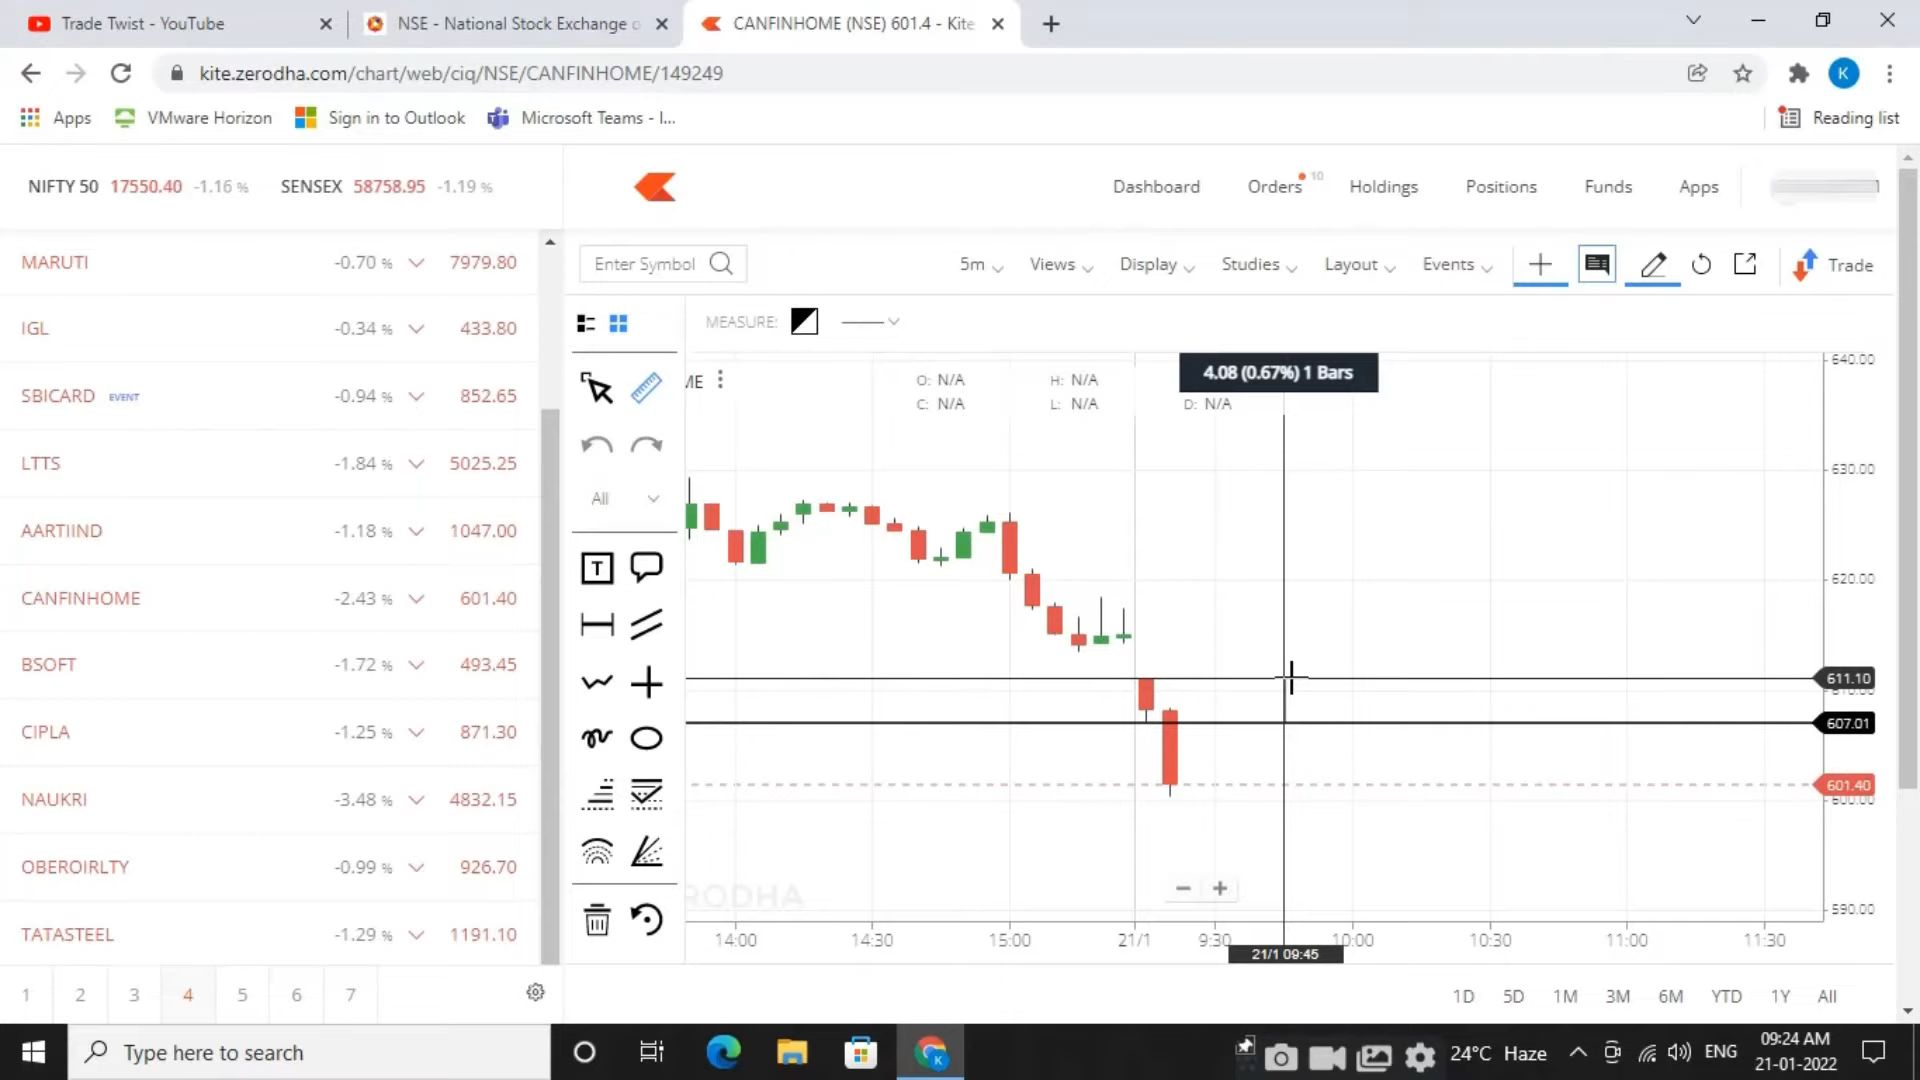 Trade Twist - YouTube
NSE - National Stock Exchange o
CANFINHOME (NSE) 601.4 - Kite
kite.zerodha.com/chart/web/ciq/NSE/CANFINHOME/149249
K
Apps
VMware Horizon
Sign in to Outlook
Microsoft Teams - I...
Reading list
NIFTY 50 17550.40 -1.16 %
SENSEX 58758.95 -1.19 %
Dashboard
Orders 10
Holdings
Positions
Funds
Apps
MARUTI -0.70 % 7979.80
IGL -0.34 % 433.80
SBICARD EVENT -0.94 % 852.65
LTTS -1.84 % 5025.25
AARTIIND -1.18 % 1047.00
CANFINHOME -2.43 % 601.40
BSOFT -1.72 % 493.45
CIPLA -1.25 % 871.30
NAUKRI -3.48 % 4832.15
OBEROIRLTY -0.99 % 926.70
TATASTEEL -1.29 % 1191.10
1 2 3 4 5 6 7
Enter Symbol
5m
Views
Display
Studies
Layout
Events
Trade
MEASURE:
All
T
ME
O: N/A
H: N/A
C: N/A
L: N/A
D: N/A
4.08 (0.67%) 1 Bars
640.00
630.00
620.00
611.10
610.00
607.01
601.40
600.00
590.00
RODHA
14:00 14:30 15:00 21/1 9:30 10:00 10:30 11:00 11:30
21/1 09:45
1D 5D 1M 3M 6M YTD 1Y All
Type here to search
K
24°C Haze
ENG
09:24 AM
21-01-2022